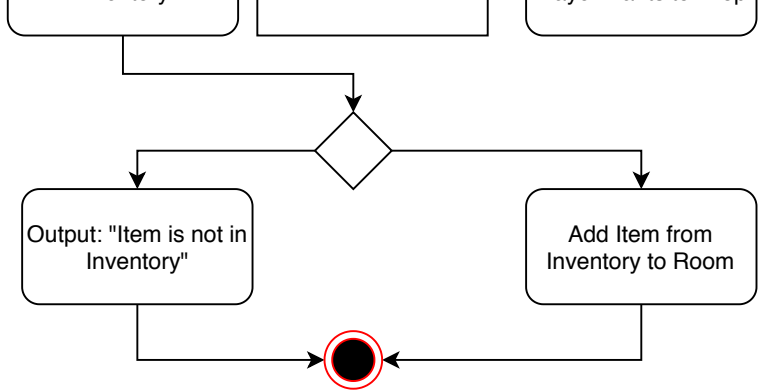 Output: "Item is not in
Inventory"
Add Item from
Inventory to Room